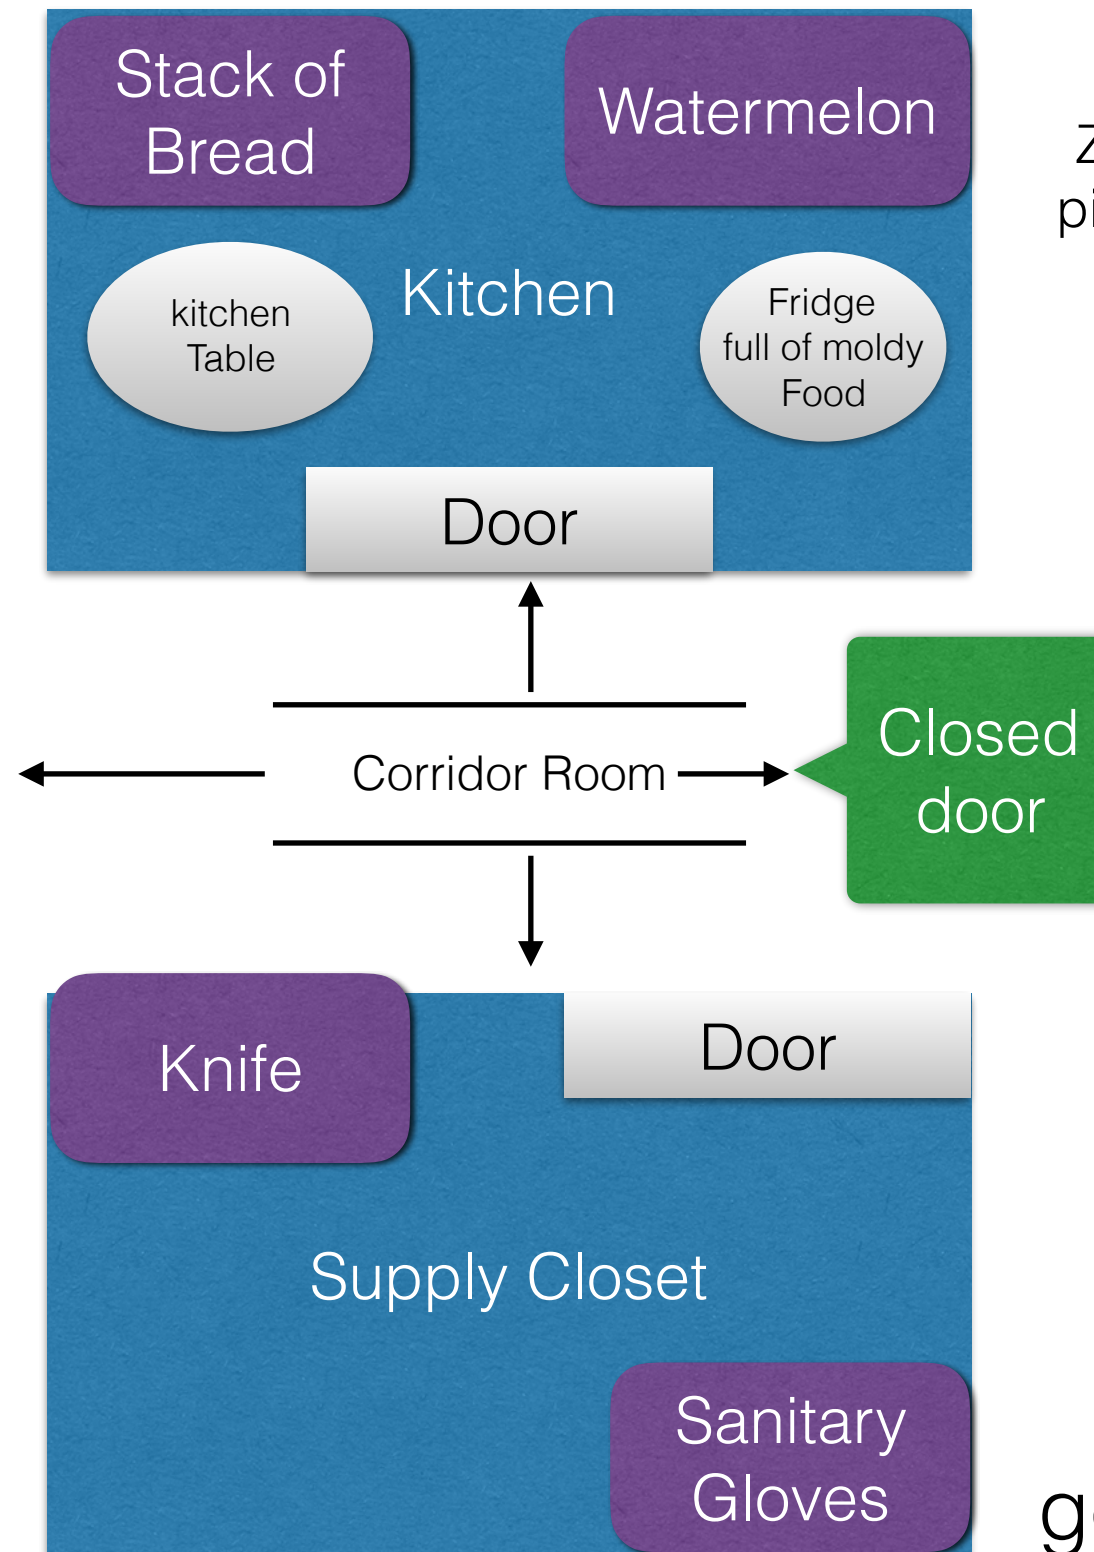 Stack of
Bread
Watermelon
Kitchen
kitchen
Table
Fridge
full of moldy
Food
Door
Corridor Room
Closed
door
Knife
Door
Supply Closet
Sanitary
Gloves